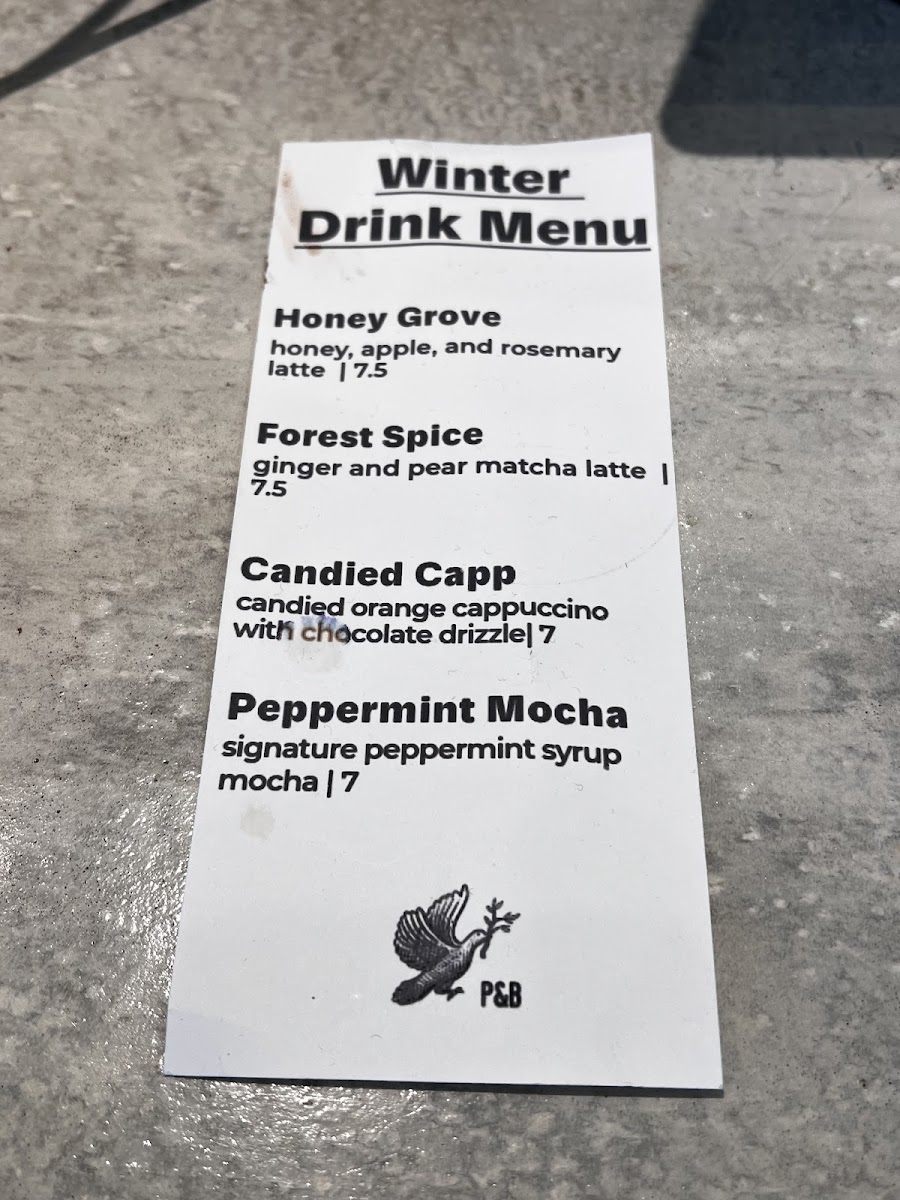 Winter
Drink Menu
Honey Grove
honey, apple, and rosemary
latte | 7.5
Forest Spice
ginger and pear matcha latte |
7.5
Candied Capp
candied orange cappuccino
with chocolate drizzle| 7
Peppermint Mocha
signature peppermint syrup
mocha | 7
P&B